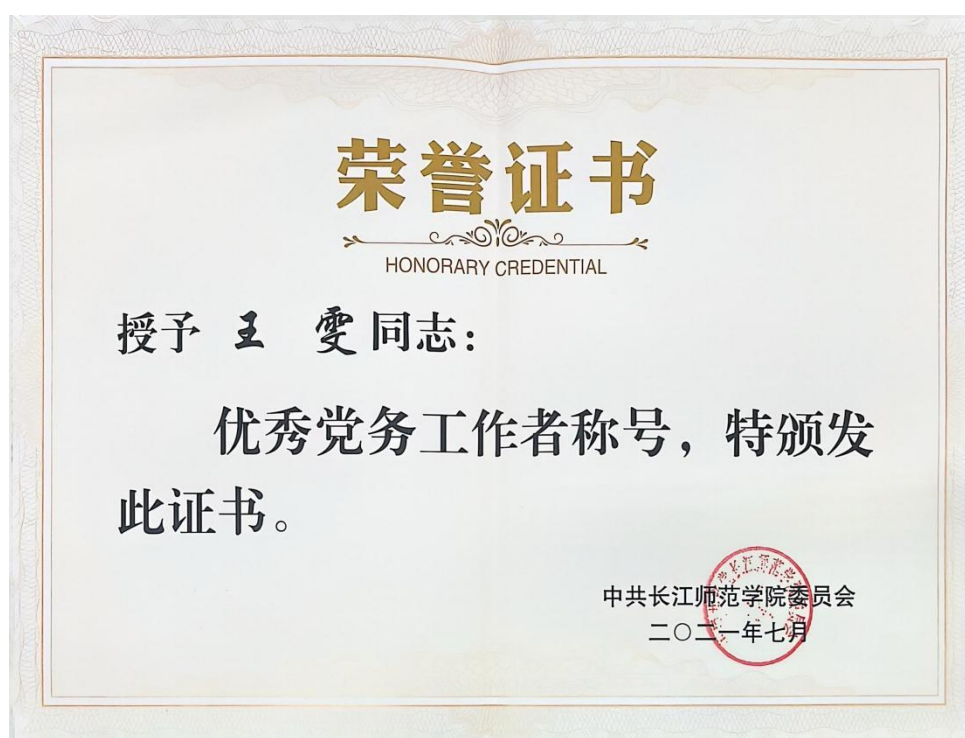 荣誉证书
HONORARY CREDENTIAL
授予 王 雯 同志：
优秀党务工作者称号，特颁发
此证书。
中共长江师范学院委员会
二〇二一年七月